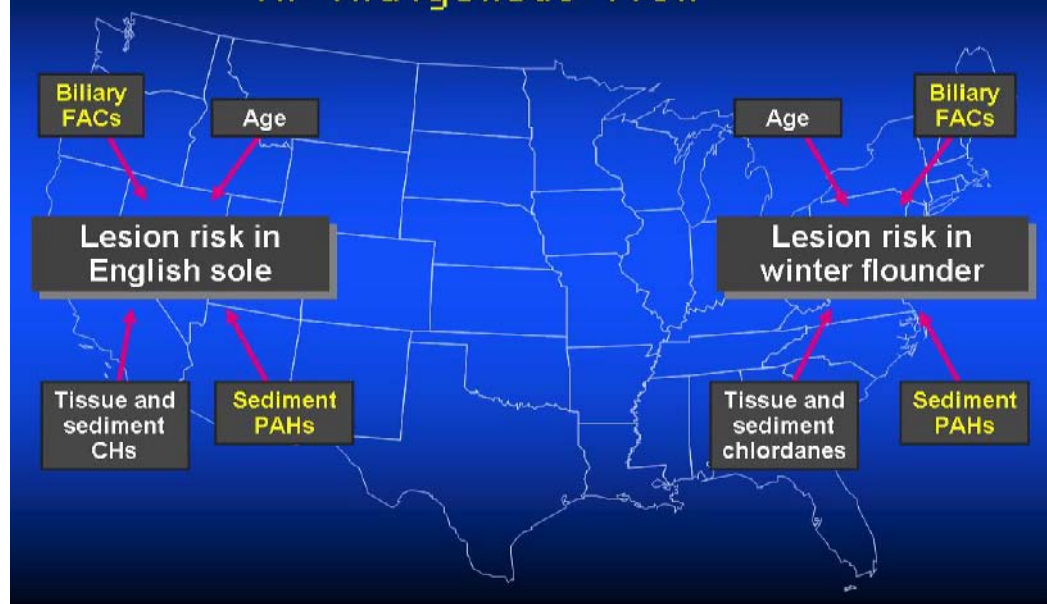 Biliary
FACs
Age
Lesion risk in
English sole
Tissue and
sediment
CHs
Sediment
PAHs
Age
Biliary
FACs
Lesion risk in
winter flounder
Tissue and
sediment
chlordanes
Sediment
PAHs